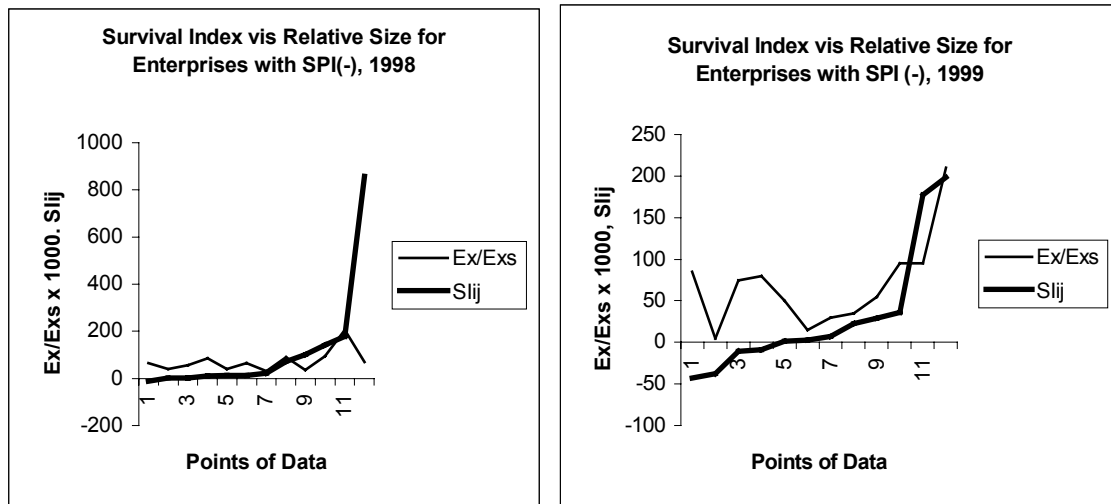 Survival Index vis Relative Size for
Enterprises with SPI(-), 1998
1000
800
600
400
200
0
-200
Ex/Exs x 1000. SIij
1
3
5
7
9
11
Points of Data
Ex/Exs
SIij
Survival Index vis Relative Size for
Enterprises with SPI (-), 1999
250
200
150
100
50
0
-50
-100
Ex/Exs x 1000, SIij
1
3
5
7
9
11
Points of Data
Ex/Exs
SIij